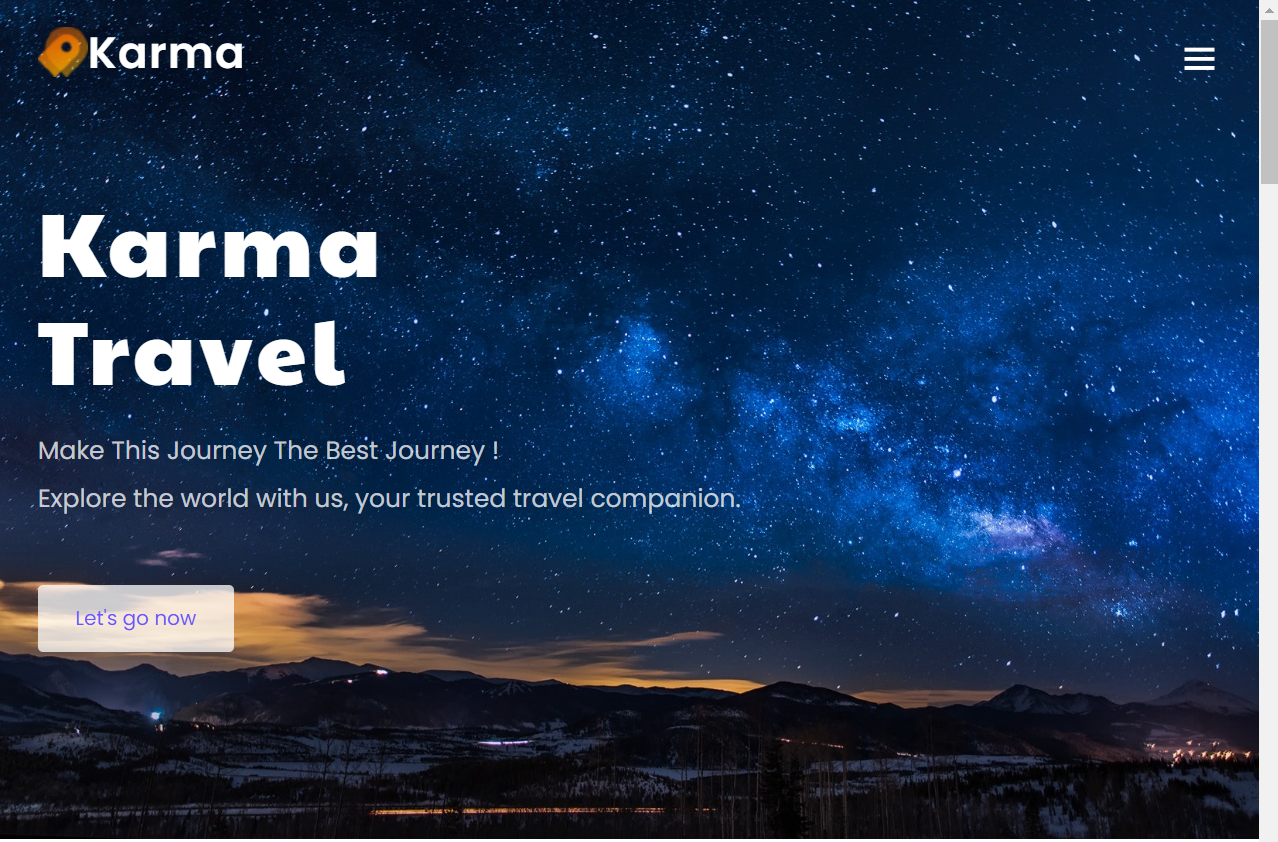 Karma
Karma
Travel
Make This Journey The Best Journey !
Explore the world with us, your trusted travel companion.
Let's go now